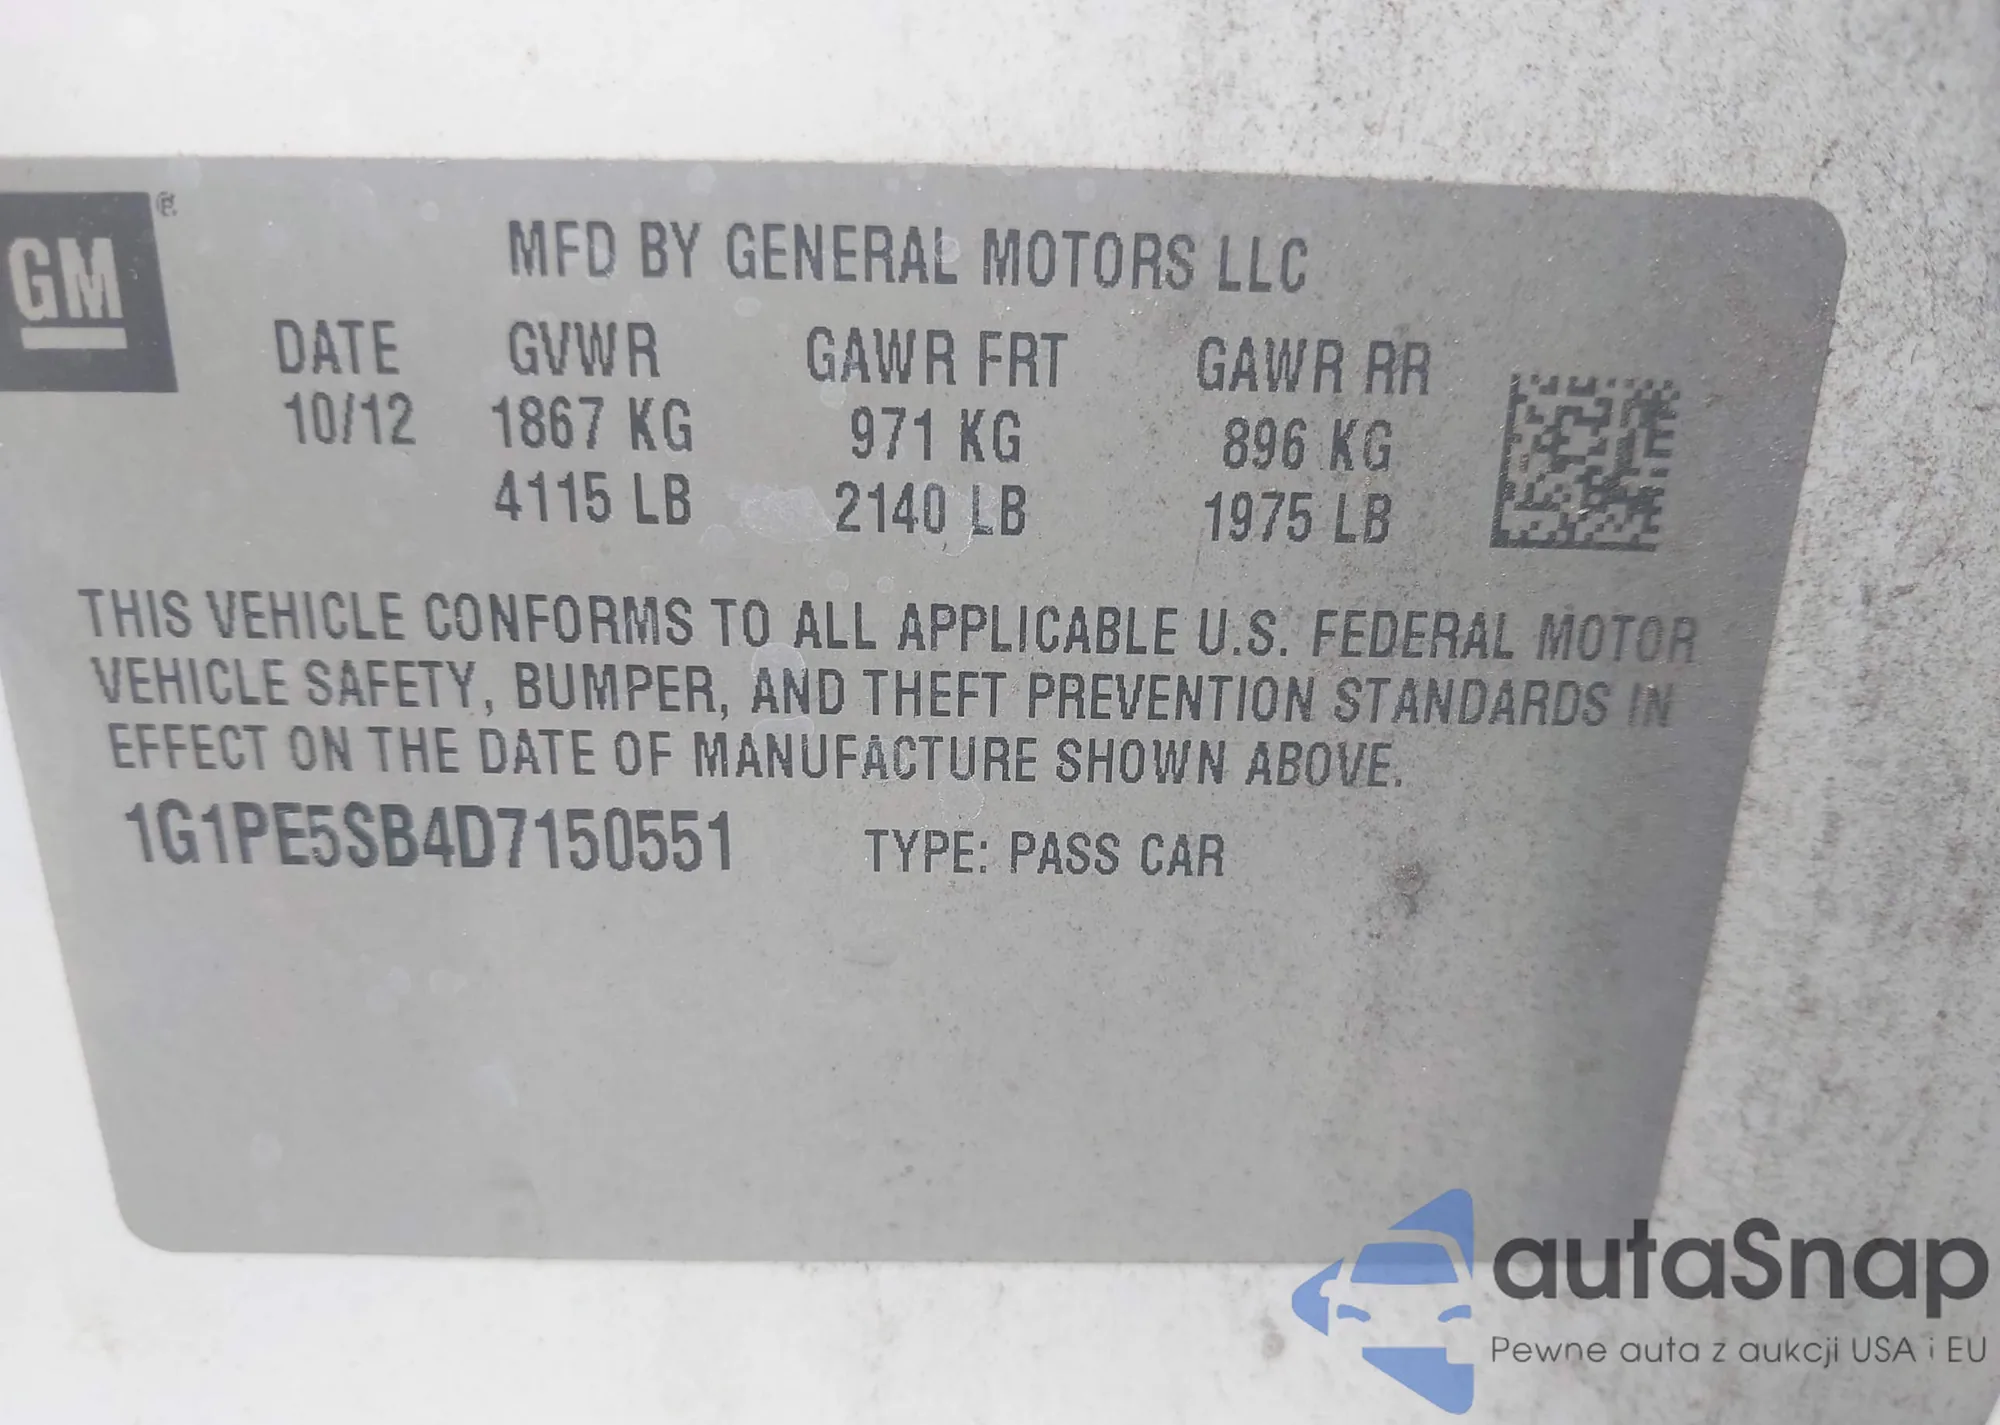 GM®
MFD BY GENERAL MOTORS LLC
DATE GVWR GAWR FRT GAWR RR
10/12 1867 KG 971 KG 896 KG
4115 LB 2140 LB 1975 LB
THIS VEHICLE CONFORMS TO ALL APPLICABLE U.S. FEDERAL MOTOR
VEHICLE SAFETY, BUMPER, AND THEFT PREVENTION STANDARDS IN
EFFECT ON THE DATE OF MANUFACTURE SHOWN ABOVE.
1G1PE5SB4D7150551 TYPE: PASS CAR
autaSnap
Pewne auta z aukcji USA i EU